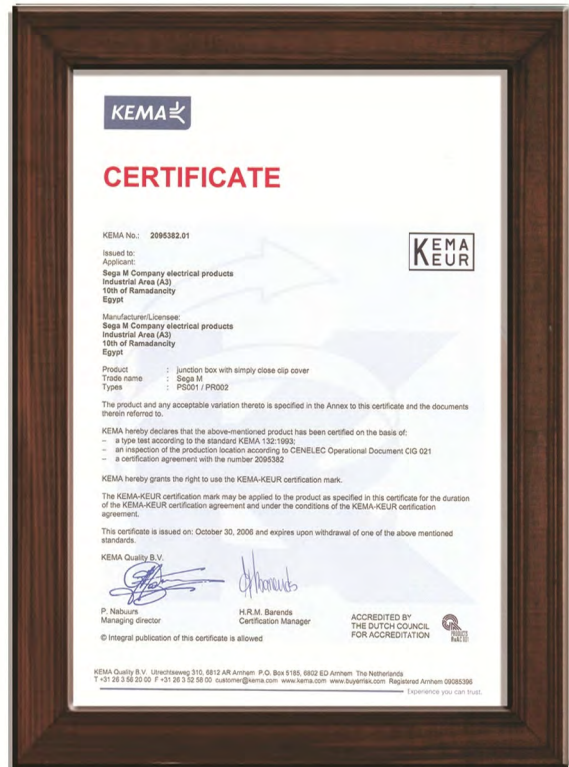 KEMA
CERTIFICATE
KEMA No.: 2095382.01
KEMA
EUR
Issued to:
Applicant:
Sega M Company electrical products
Industrial Area (A3)
10th of Ramadancity
Egypt
Manufacturer/Licensee:
Sega M Company electrical products
Industrial Area (A3)
10th of Ramadancity
Egypt
Product : junction box with simply close clip cover
Trade name : Sega M
Types : PS001 / PR002
The product and any acceptable variation thereto is specified in the Annex to this certificate and the documents
therein referred to.
KEMA hereby declares that the above-mentioned product has been certified on the basis of:
– a type test according to the standard KEMA 132:1993;
– an inspection of the production location according to CENELEC Operational Document CIG 021
– a certification agreement with the number 2095382
KEMA hereby grants the right to use the KEMA-KEUR certification mark.
The KEMA-KEUR certification mark may be applied to the product as specified in this certificate for the duration
of the KEMA-KEUR certification agreement and under the conditions of the KEMA-KEUR certification
agreement.
This certificate is issued on: October 30, 2006 and expires upon withdrawal of one of the above mentioned
standards.
KEMA Quality B.V.
P. Nabuurs
Managing director
H.R.M. Barends
Certification Manager
© Integral publication of this certificate is allowed
ACCREDITED BY
THE DUTCH COUNCIL
FOR ACCREDITATION
PRODUCTS
KEMA Quality B.V. Utrechtseweg 310, 6812 AR Arnhem P.O. Box 5185, 6802 ED Arnhem The Netherlands
T +31 26 3 56 20 00 F +31 26 3 52 58 00 customer@kema.com www.kema.com www.buyerrisk.com Registered Arnhem 09085396
Experience you can trust.